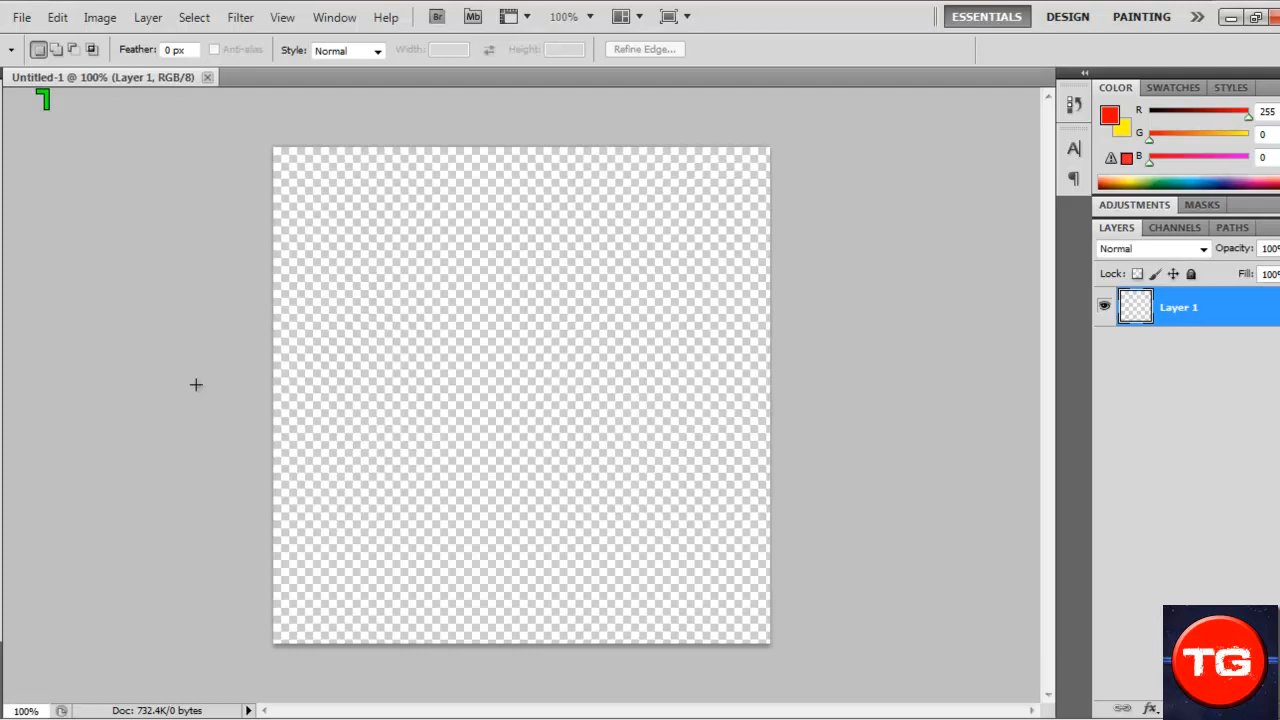 File Edit Image Layer Select Filter View Window Help Br Mb 100% ESSENTIALS DESIGN PAINTING
Feather: 0 px Anti-alias Style: Normal Width: Height: Refine Edge...
Untitled-1 @ 100% (Layer 1, RGB/8)
COLOR SWATCHES STYLES
R 255
G 0
B 0
A
ADJUSTMENTS MASKS
LAYERS CHANNELS PATHS
Normal Opacity: 100%
Lock: Fill: 100%
Layer 1
TG
100% Doc: 732.4K/0 bytes
fx.